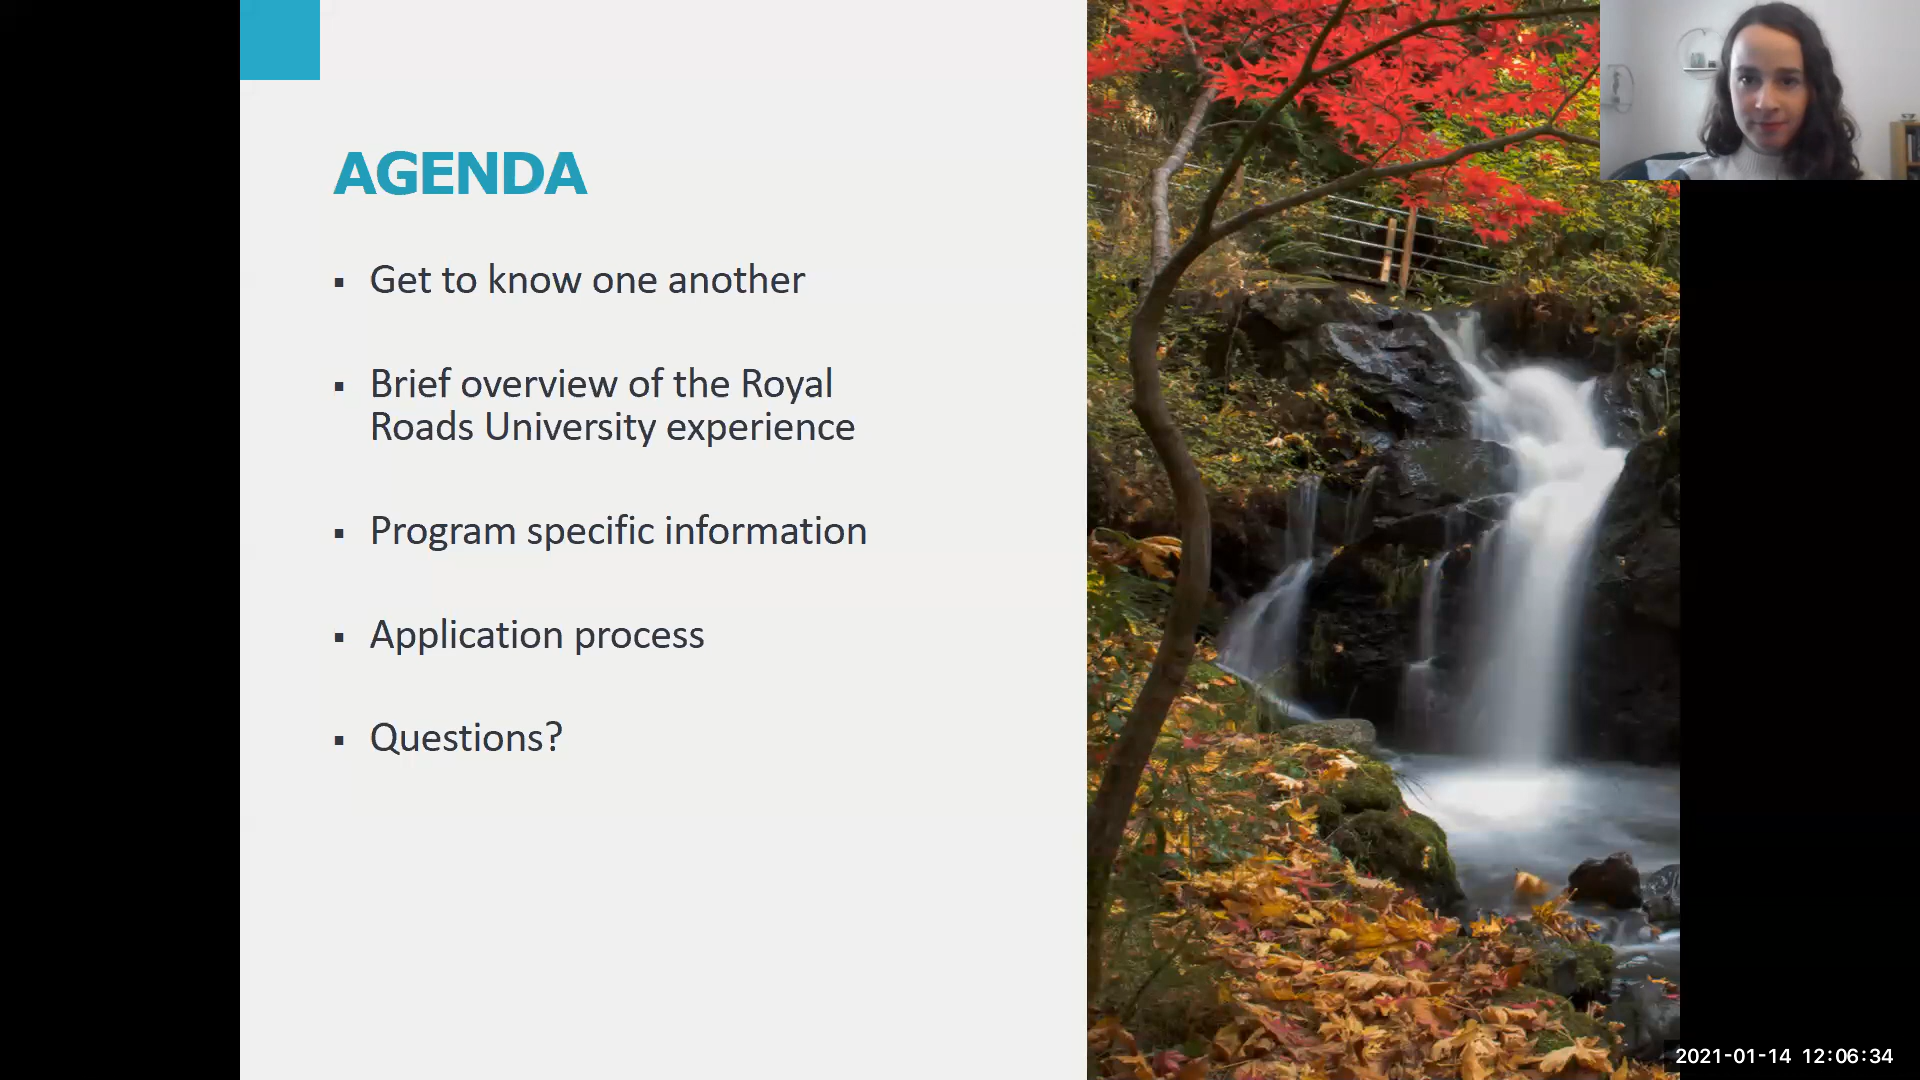 AGENDA
▪ Get to know one another
▪ Brief overview of the Royal
Roads University experience
▪ Program specific information
▪ Application process
▪ Questions?
2021-01-14 12:06:34